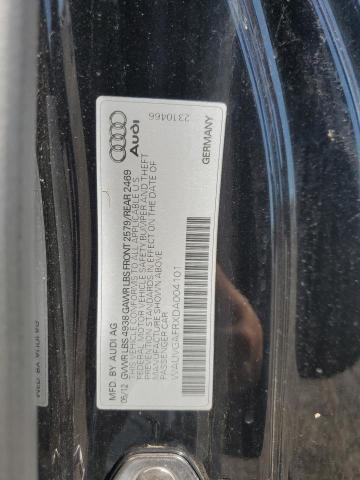 Audi
2310466
GERMANY
MFD. BY AUDI AG
05/12 GVWR LBS 4938 GAWR LBS FRONT 2579/REAR 2469
THIS VEHICLE CONFORMS TO ALL APPLICABLE U.S.
FEDERAL MOTOR VEHICLE SAFETY BUMPER AND THEFT
PREVENTION STANDARDS IN EFFECT ON THE DATE OF
MANUFACTURE SHOWN ABOVE
PASSENGER CAR
WAUVGAFRXDA004101